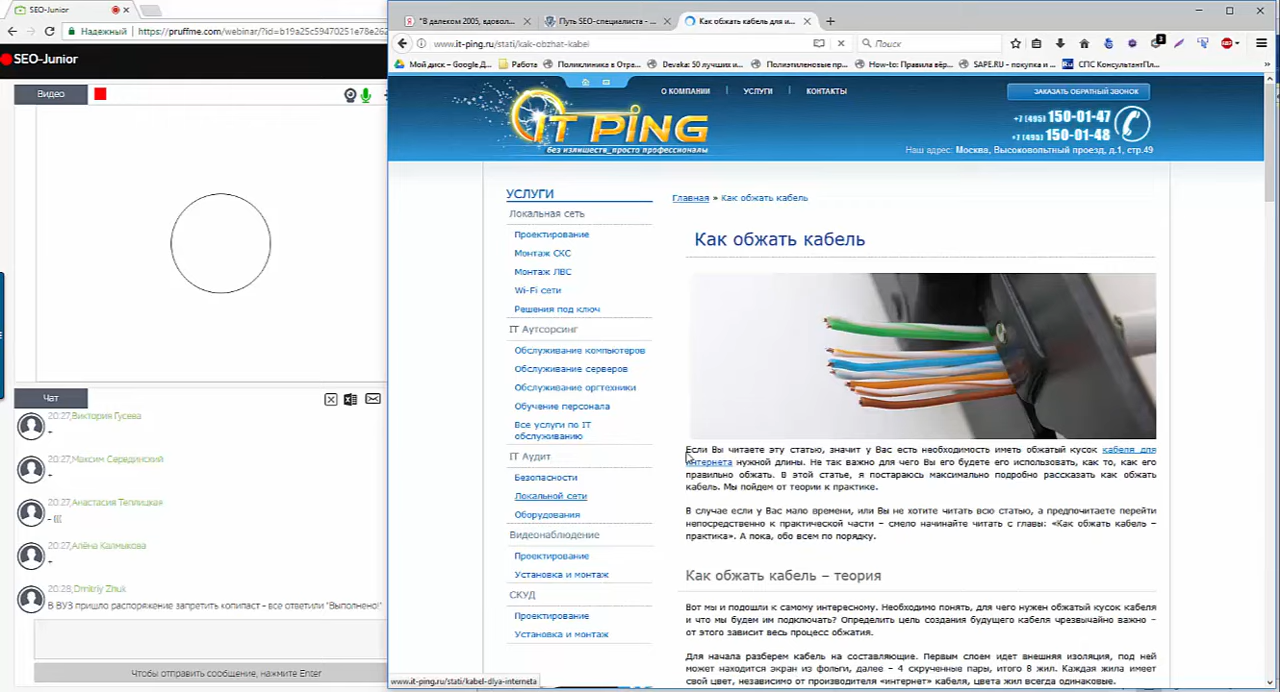 SEO-Junior
Надежный
https://pruffme.com/webinar/?id=b19a25c59470251e78e262
SEO-Junior
Видео
Чат
20:27,Виктория Гусева
-
20:27,Максим Серединский
-
20:27,Анастасия Теплицкая
- (((
20:27,Алёна Калмыкова
-
20:28,Dmitriy Zhuk
В ВУЗ пришло распоряжение запретить копипаст - все ответили "Выполнено!"
Чтобы отправить сообщение, нажмите Enter
"В далеком 2005, вдовол...
Путь SEO-специалиста - ...
Как обжать кабель для и...
www.it-ping.ru/stati/kak-obzhat-kabel
Поиск
3
Мой диск – Google Д...
Работа
Поликлиника в Отра...
Devaka: 50 лучших и...
Полиэтиленовые пр...
How-to: Правила вёр...
SAPE.RU - покупка и ...
СПС КонсультантПл...
О КОМПАНИИ
УСЛУГИ
КОНТАКТЫ
ЗАКАЗАТЬ ОБРАТНЫЙ ЗВОНОК
IT PING
без излишеств_просто профессионалы
+7 (495) 150-01-47
+7 (495) 150-01-48
Наш адрес: Москва, Высоковольтный проезд, д.1, стр.49
УСЛУГИ
Локальная сеть
Проектирование
Монтаж СКС
Монтаж ЛВС
Wi-Fi сети
Решения под ключ
IT Аутсорсинг
Обслуживание компьютеров
Обслуживание серверов
Обслуживание оргтехники
Обучение персонала
Все услуги по IT
обслуживанию
IT Аудит
Безопасности
Локальной сети
Оборудования
Видеонаблюдение
Проектирование
Установка и монтаж
СКУД
Проектирование
Установка и монтаж
Главная » Как обжать кабель
Как обжать кабель
Если Вы читаете эту статью, значит у Вас есть необходимость иметь обжатый кусок кабеля для
интернета нужной длины. Не так важно для чего Вы его будете его использовать, как то, как его
правильно обжать. В этой статье, я постараюсь максимально подробно рассказать как обжать
кабель. Мы пойдем от теории к практике.
В случае если у Вас мало времени, или Вы не хотите читать всю статью, а предпочитаете перейти
непосредственно к практической части – смело начинайте читать с главы: «Как обжать кабель –
практика». А пока, обо всем по порядку.
Как обжать кабель – теория
Вот мы и подошли к самому интересному. Необходимо понять, для чего нужен обжатый кусок кабеля
и что мы будем им подключать? Определить цель создания будущего кабеля чрезвычайно важно –
от этого зависит весь процесс обжатия.
Для начала разберем кабель на составляющие. Первым слоем идет внешняя изоляция, под ней
может находится экран из фольги, далее – 4 скрученные пары, итого 8 жил. Каждая жила имеет
свой цвет, независимо от производителя «интернет» кабеля, цвета жил всегда одинаковые.
www.it-ping.ru/stati/kabel-dlya-interneta